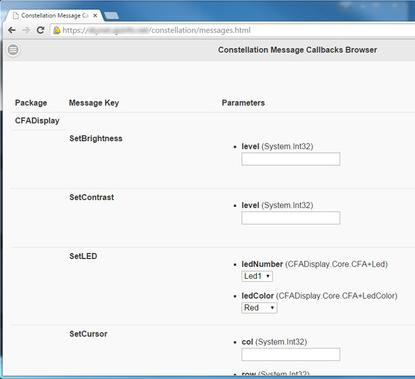 Constellation Message Ca
https://
/constellation/messages.html
Constellation Message Callbacks Browser
Package Message Key Parameters
CFADisplay
SetBrightness
level (System.Int32)
SetContrast
level (System.Int32)
SetLED
ledNumber (CFADisplay.Core.CFA+Led)
Led1
ledColor (CFADisplay.Core.CFA+LedColor)
Red
SetCursor
col (System.Int32)
row (System.Int32)